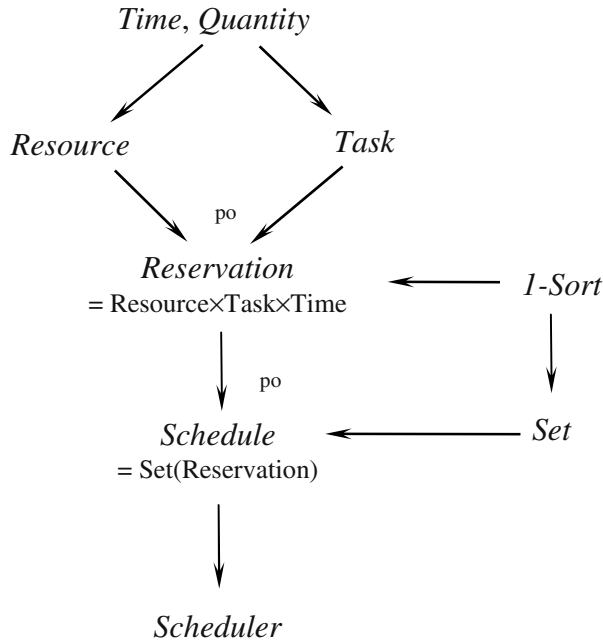 Time, Quantity
Resource
Task
po
Reservation
= Resource×Task×Time
1-Sort
po
Schedule
= Set(Reservation)
Set
Scheduler